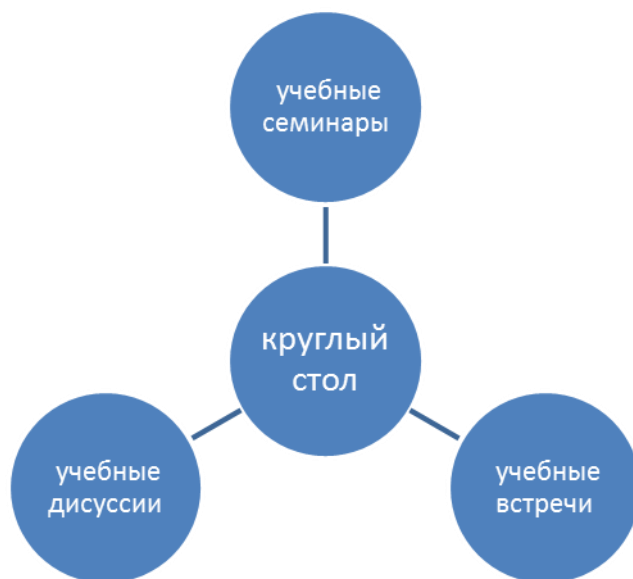 учебные
семинары
круглый
стол
учебные
дисуссии
учебные
встречи